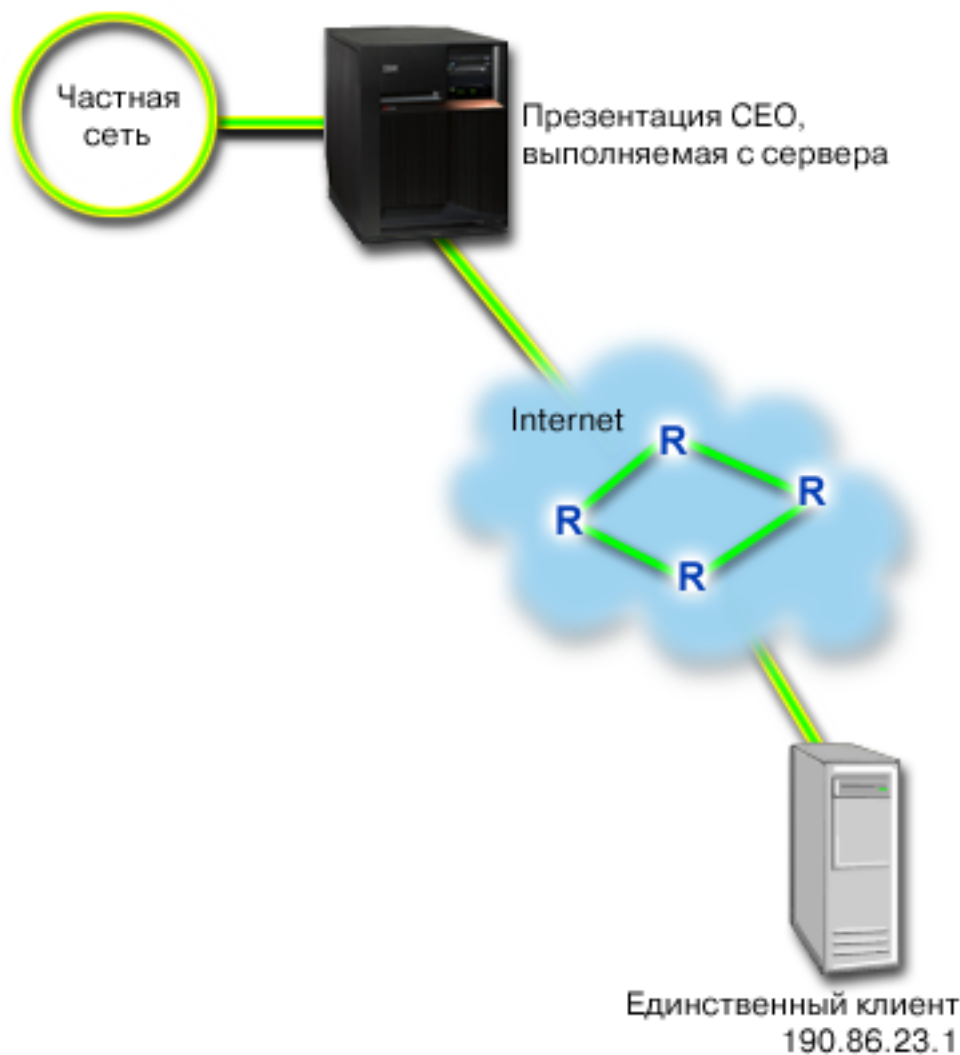 Частная
сеть
Презентация CEO,
выполняемая с сервера
Internet
R
R
R
R
Единственный клиент
190.86.23.1